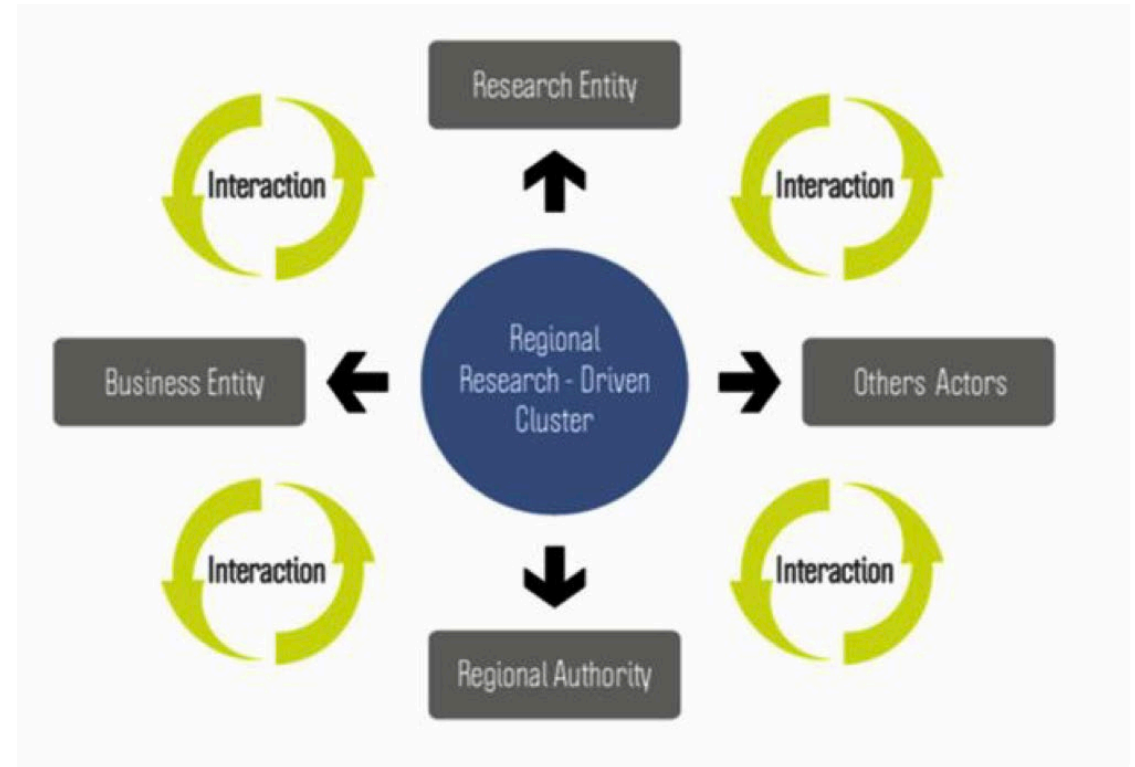 Research Entity
Interaction
Interaction
Regional
Research - Driven
Cluster
Business Entity
Others Actors
Interaction
Interaction
Regional Authority